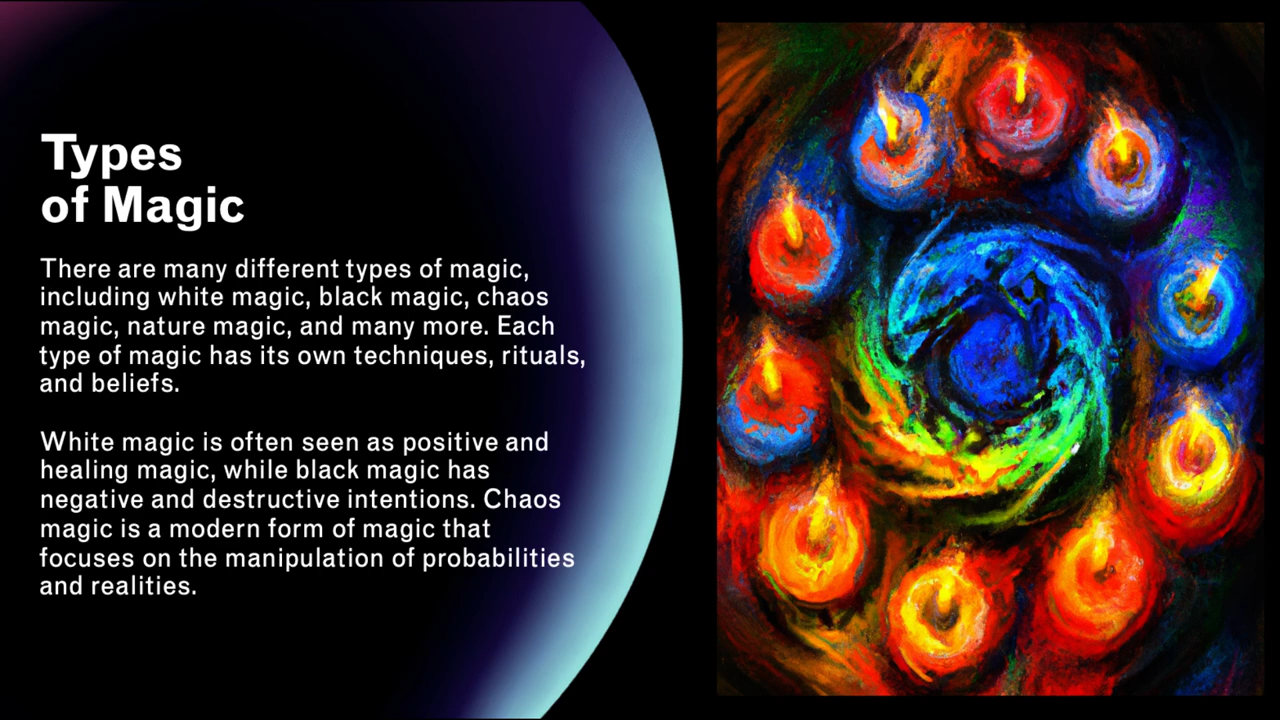 Types
of Magic
There are many different types of magic,
including white magic, black magic, chaos
magic, nature magic, and many more. Each
type of magic has its own techniques, rituals,
and beliefs.
White magic is often seen as positive and
healing magic, while black magic has
negative and destructive intentions. Chaos
magic is a modern form of magic that
focuses on the manipulation of probabilities
and realities.